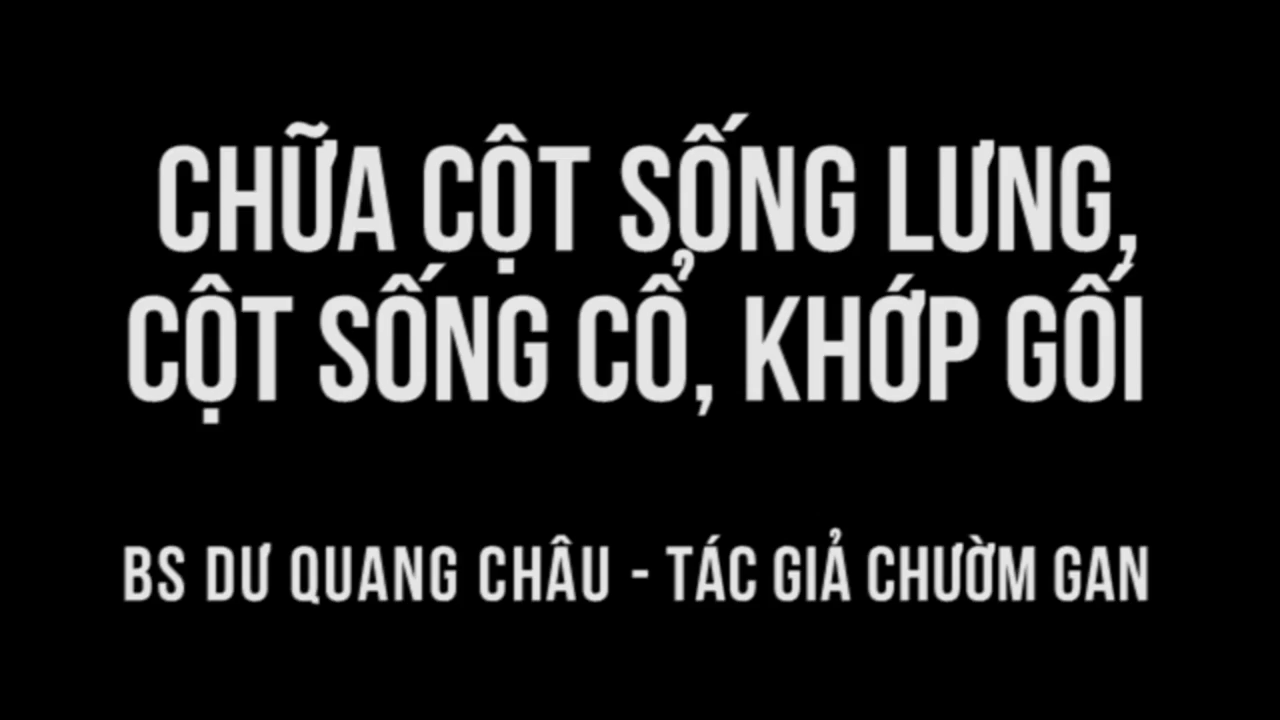 CHỮA CỘT SỐNG LƯNG,
CỘT SỐNG CỔ, KHỚP GỐI
BS DƯ QUANG CHÂU - TÁC GIẢ CHƯỜM GAN